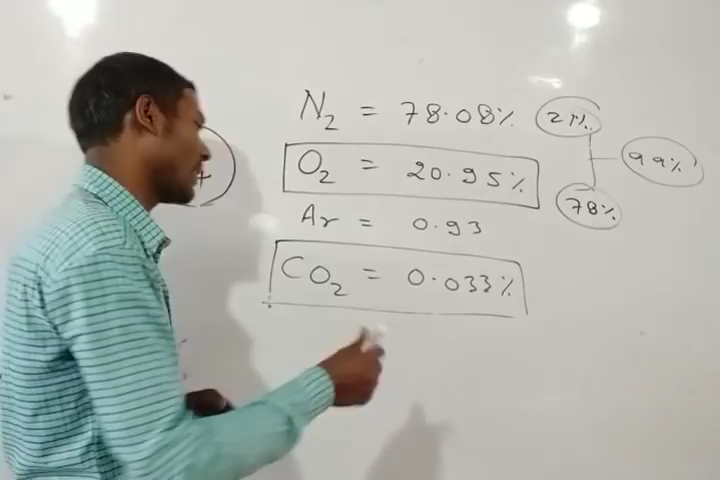 N₂ = 78.08% 21%
O₂ = 20.95% 99%
Ar = 0.93 78%
CO₂ = 0.033%